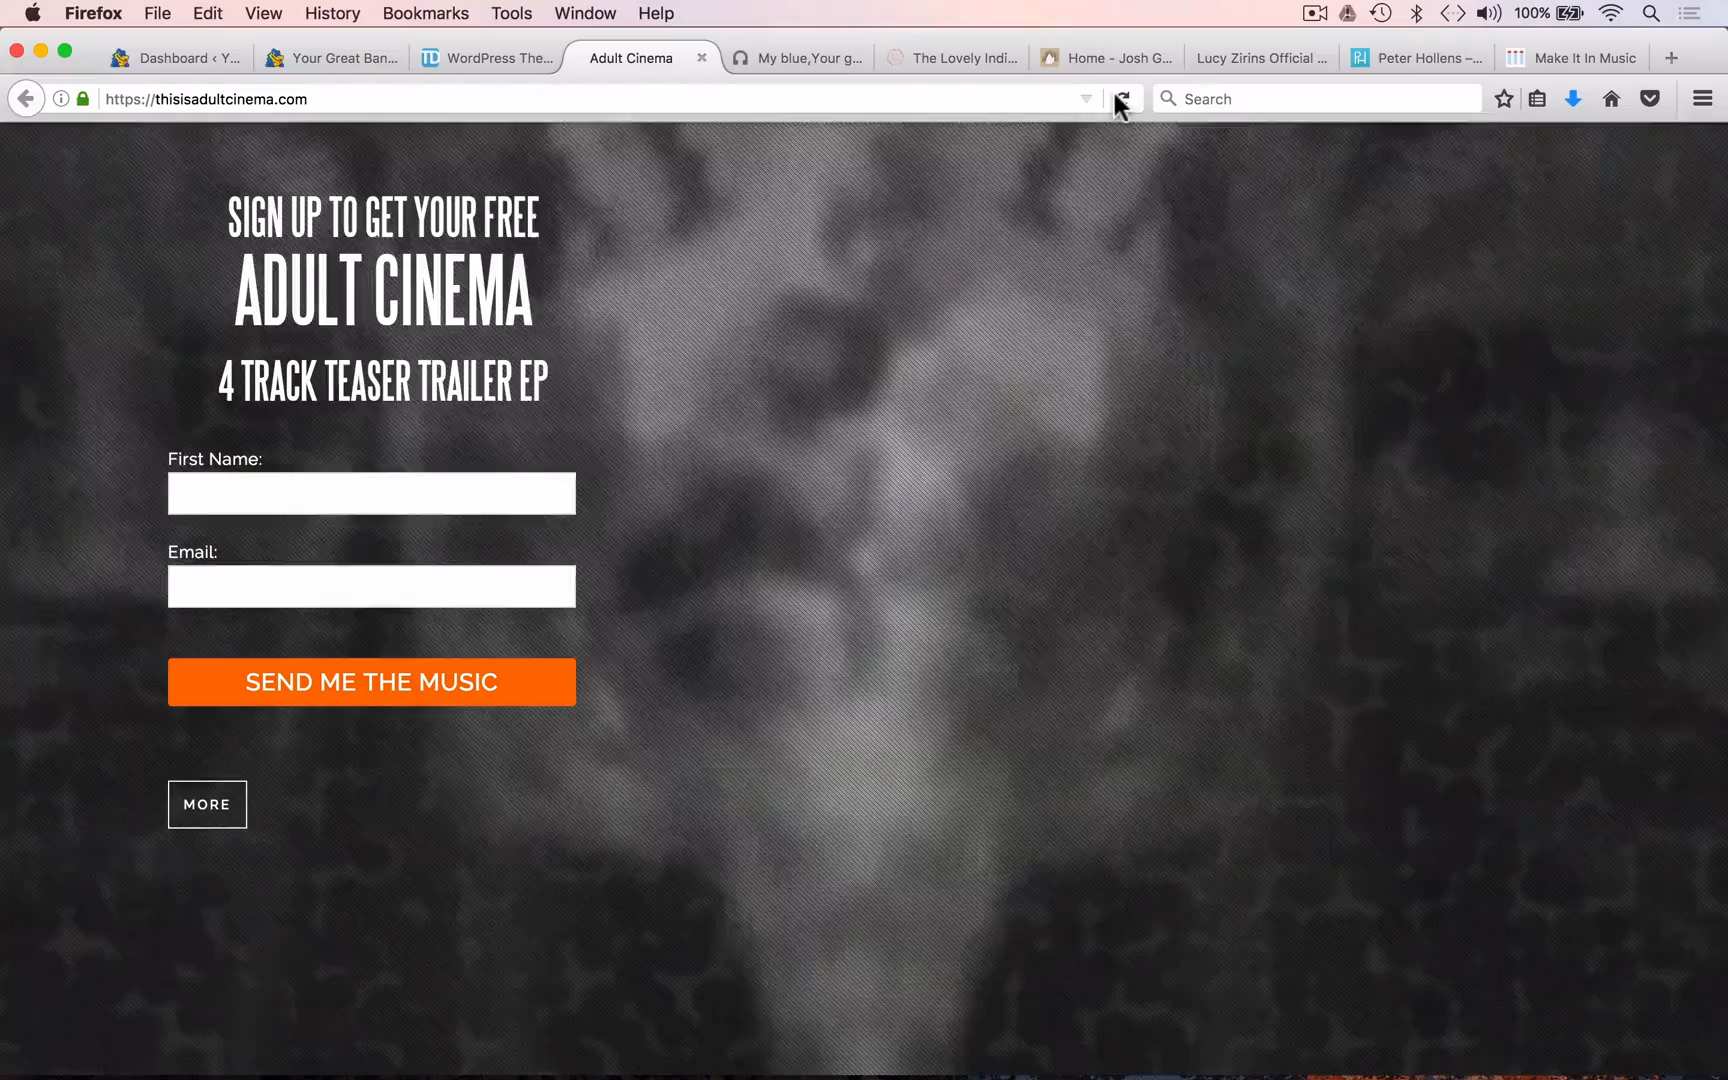 Firefox File Edit View History Bookmarks Tools Window Help 100%
Dashboard ‹ Y... Your Great Ban... WordPress The... Adult Cinema My blue,Your g... The Lovely Indi... Home - Josh G... Lucy Zirins Official ... Peter Hollens –... Make It In Music
https://thisisadultcinema.com Search
SIGN UP TO GET YOUR FREE
ADULT CINEMA
4 TRACK TEASER TRAILER EP
First Name:
Email:
SEND ME THE MUSIC
MORE